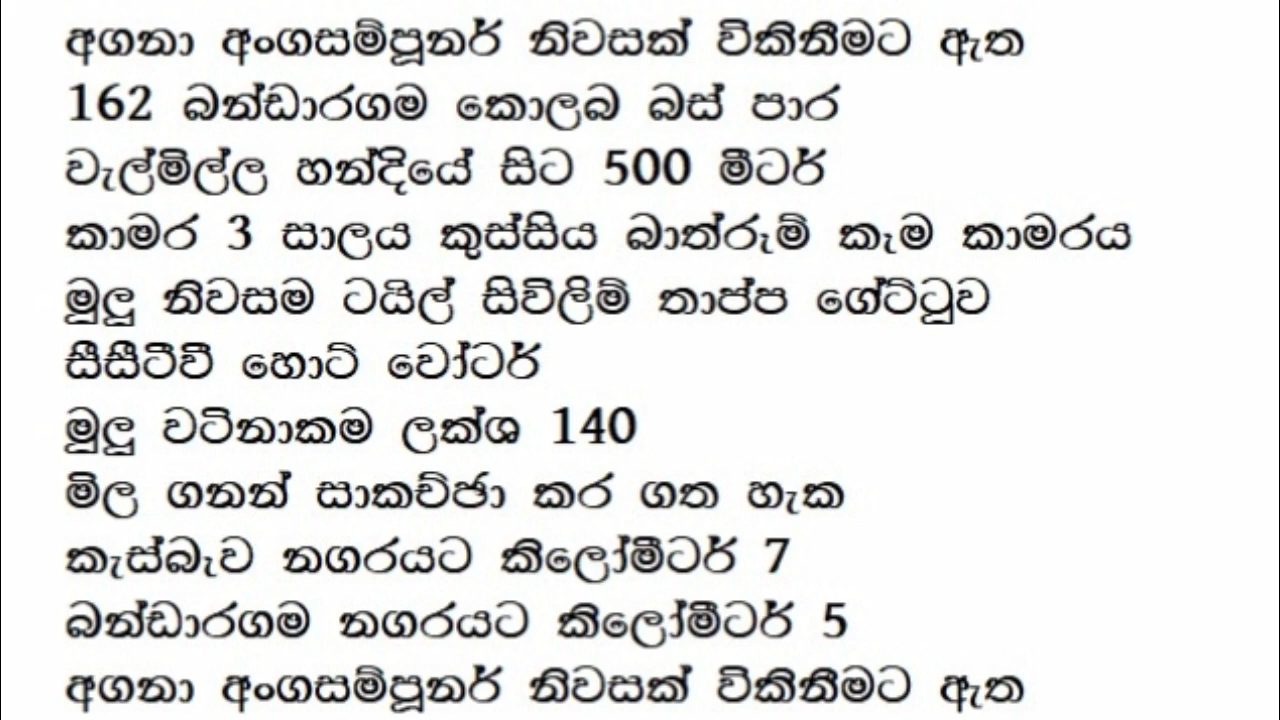 අගනා අංගසම්පූනර් නිවසක් විකිනීමට ඇත
162 බන්ඩාරගම කොලබ බස් පාර
වැල්මිල්ල හන්දියේ සිට 500 මීටර්
කාමර 3 සාලය කුස්සිය බාත්රූම් කෑම කාමරය
මූලූ නිවසම ටයිල් සිවිලිම් තාප්ප ගේට්ටුව
සීසීටීවී හොට් වෝටර්
මූලූ වටිනාකම ලක්ශ 140
මිල ගනන් සාකච්ඡා කර ගත හැක
කැස්බෑව නගරයට කිලෝමීටර් 7
බන්ඩාරගම නගරයට කිලෝමීටර් 5
අගනා අංගසම්පූනර් නිවසක් විකිනීමට ඇත